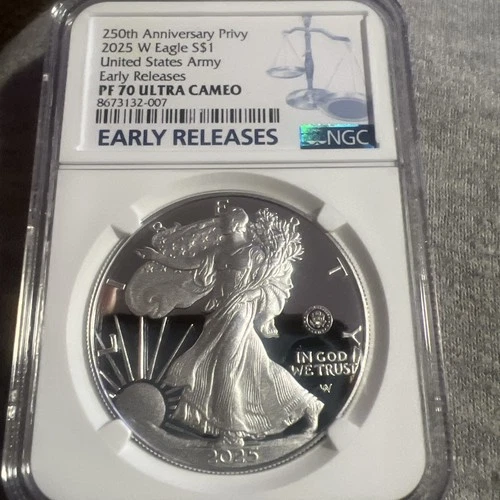 250th Anniversary Privy
2025 W Eagle S$1
United States Army
Early Releases
PF 70 ULTRA CAMEO
8673132-007
EARLY RELEASES
NGC
LIBERTY
IN GOD
WE TRUST
W
2025